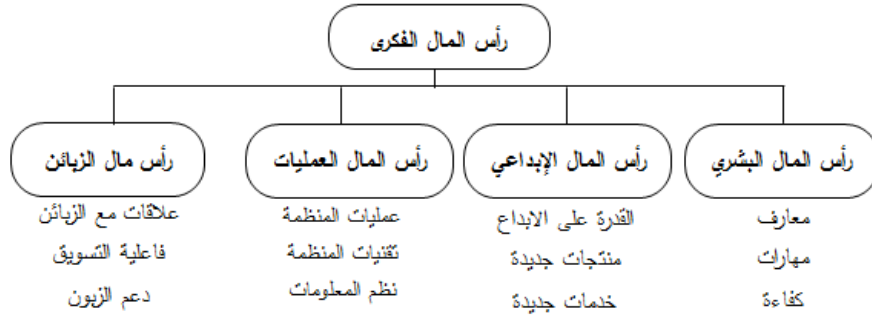 رأس المال الفكرى
رأس المال البشري
معارف
مهارات
كفاءة
رأس المال الإبداعي
القدرة على الابداع
منتجات جديدة
خدمات جديدة
رأس المال العمليات
عمليات المنظمة
تقنيات المنظمة
نظم المعلومات
رأس مال الزبائن
علاقات مع الزبائن
فاعلية التسويق
دعم الزبون